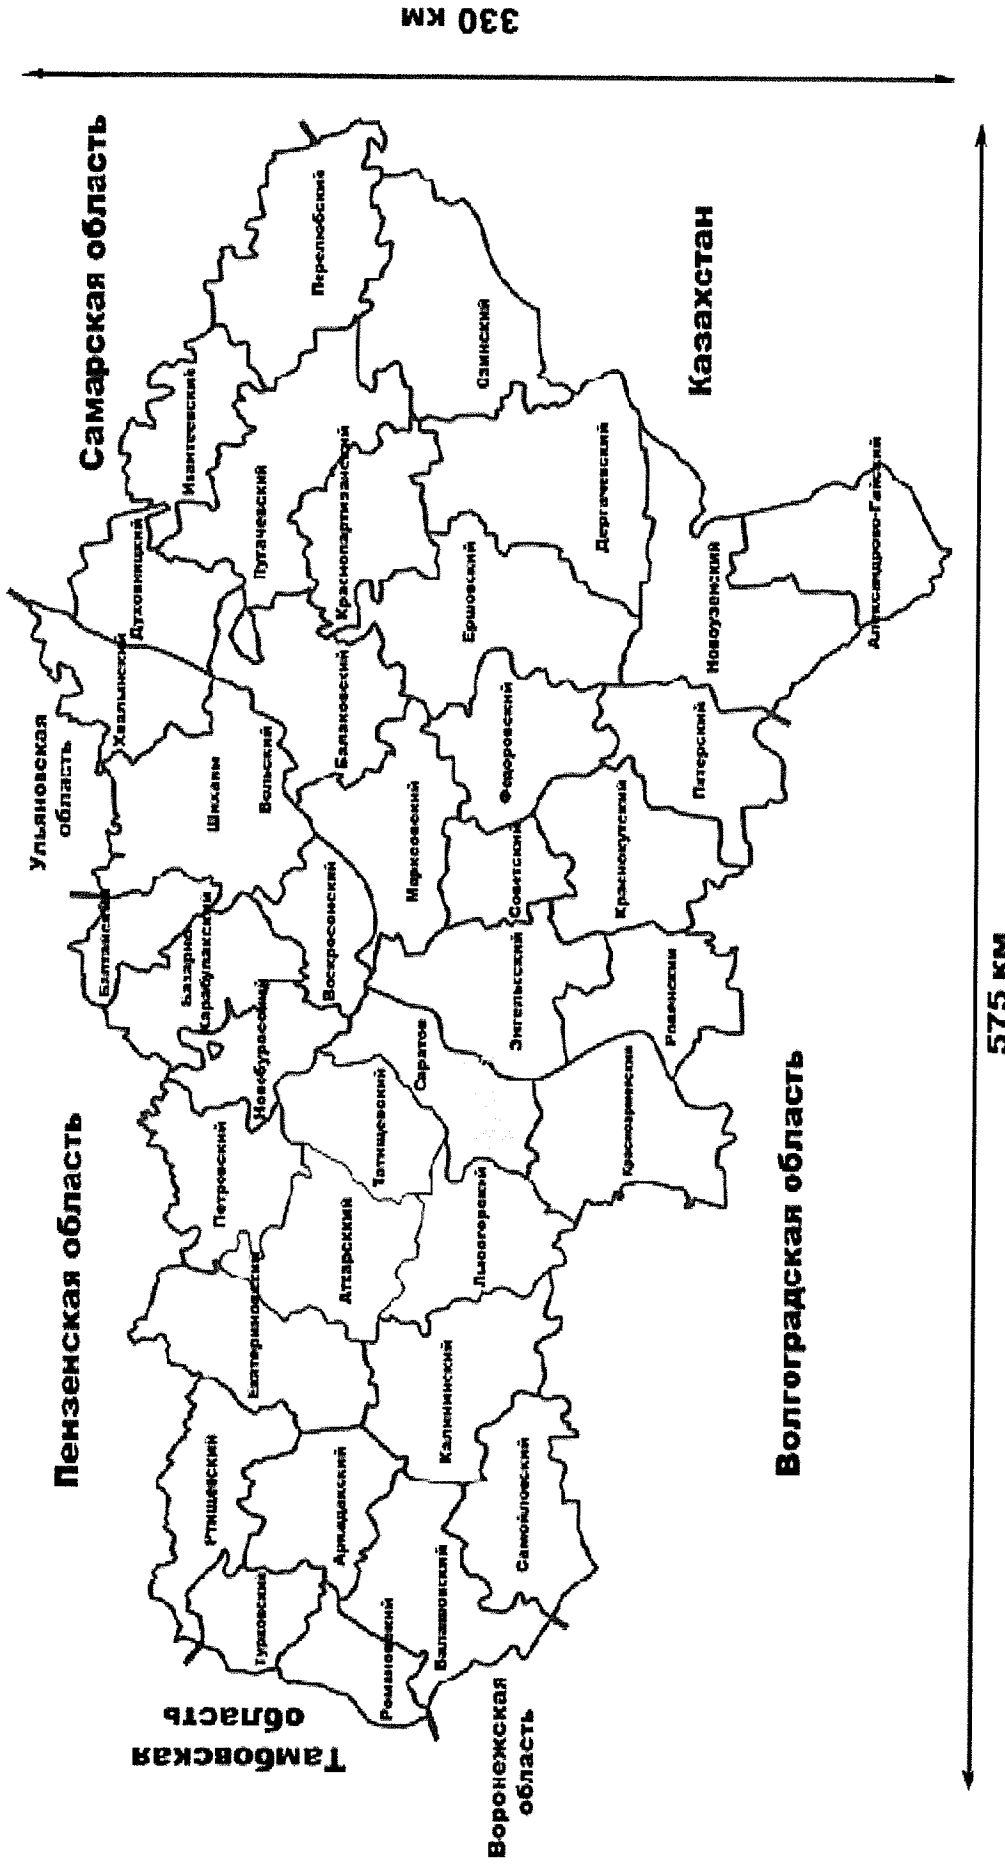 330 км
Самарская область
Ульяновская
область
Пензенская область
Тамбовская
область
Воронежская
область
Волгоградская область
Казахстан
575 км
Перелюбский
Ивантеевский
Духовницкий
Хвалынский
Пугачевский
Краснопартизанский
Озинский
Дергачевский
Ершовский
Балаковский
Вольский
Шиханы
Балтайский
Базарно
Карабулакский
Воскресенский
Марксовский
Федоровский
Новоузенский
Александрово-Гайский
Питерский
Краснокутский
Советский
Энгельсский
Ровенский
Красноармейский
Саратов
Татищевский
Новобурасский
Петровский
Аткарский
Лысогорский
Екатериновский
Калининский
Ртищевский
Аркадакский
Самойловский
Балашовский
Романовский
Турковский